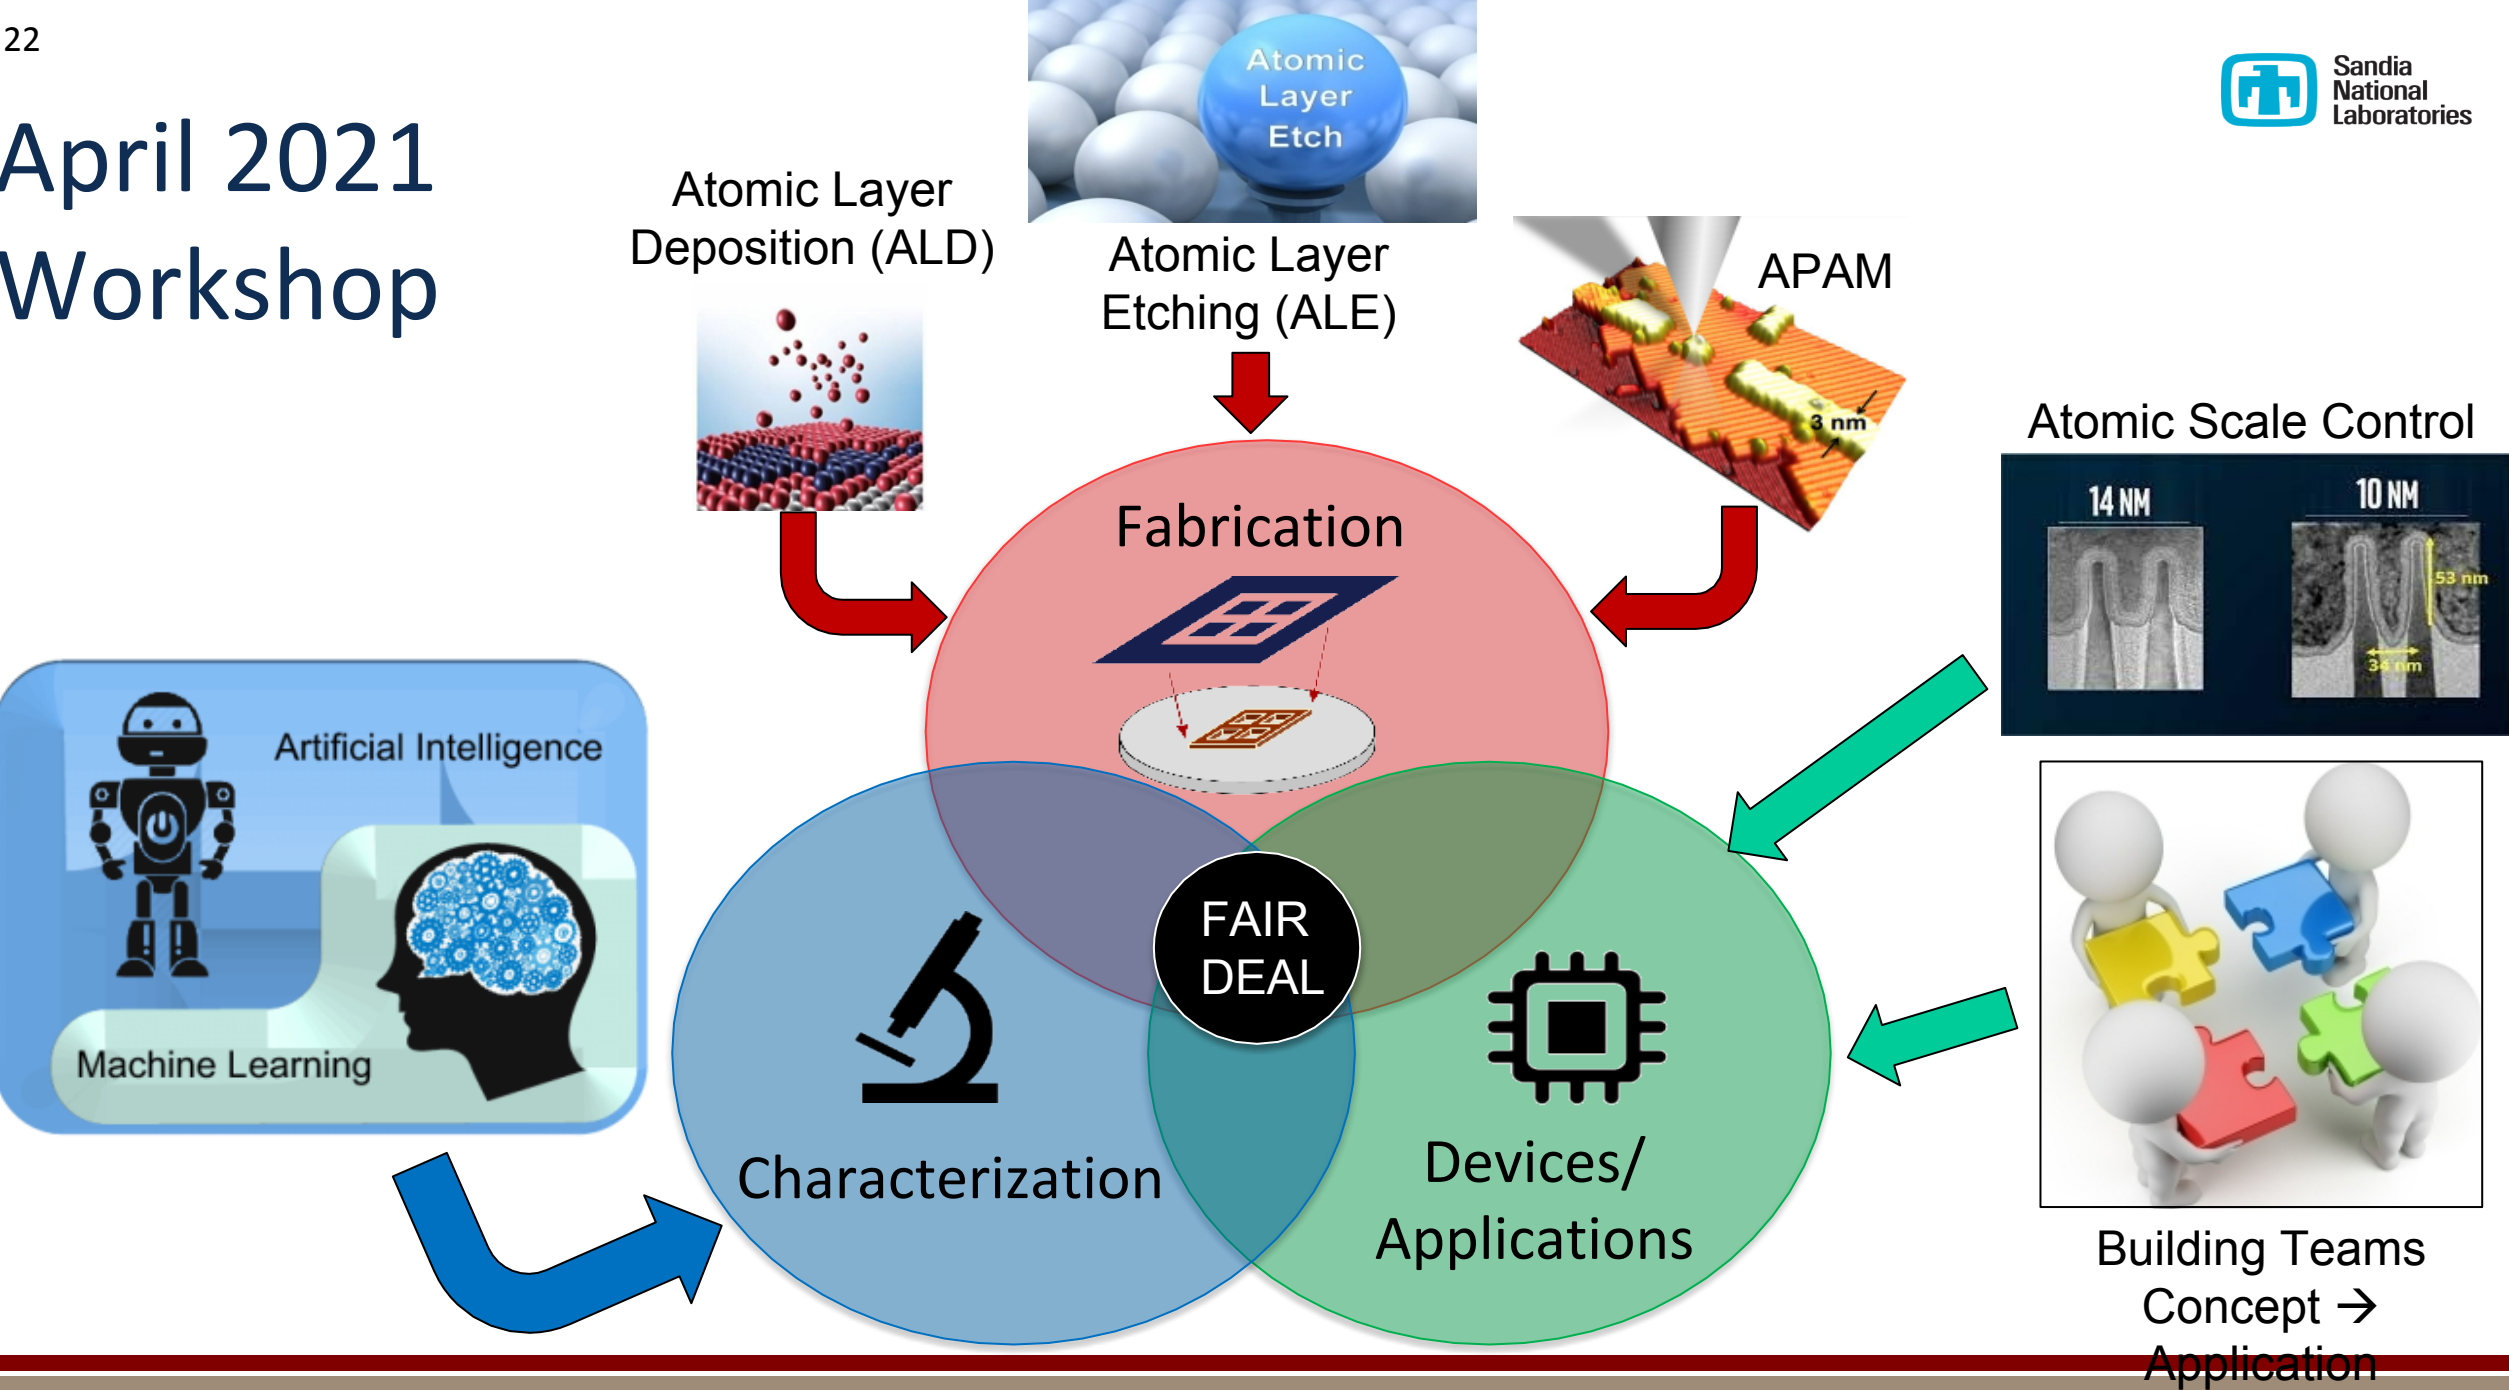 22
April 2021
Workshop
Atomic
Layer
Etch
Sandia
National
Laboratories
Atomic Layer
Deposition (ALD)
Atomic Layer
Etching (ALE)
APAM
3 nm
Atomic Scale Control
14 NM
10 NM
53 nm
34 nm
Fabrication
Artificial Intelligence
Machine Learning
FAIR
DEAL
Characterization
Devices/
Applications
Building Teams
Concept →
Application